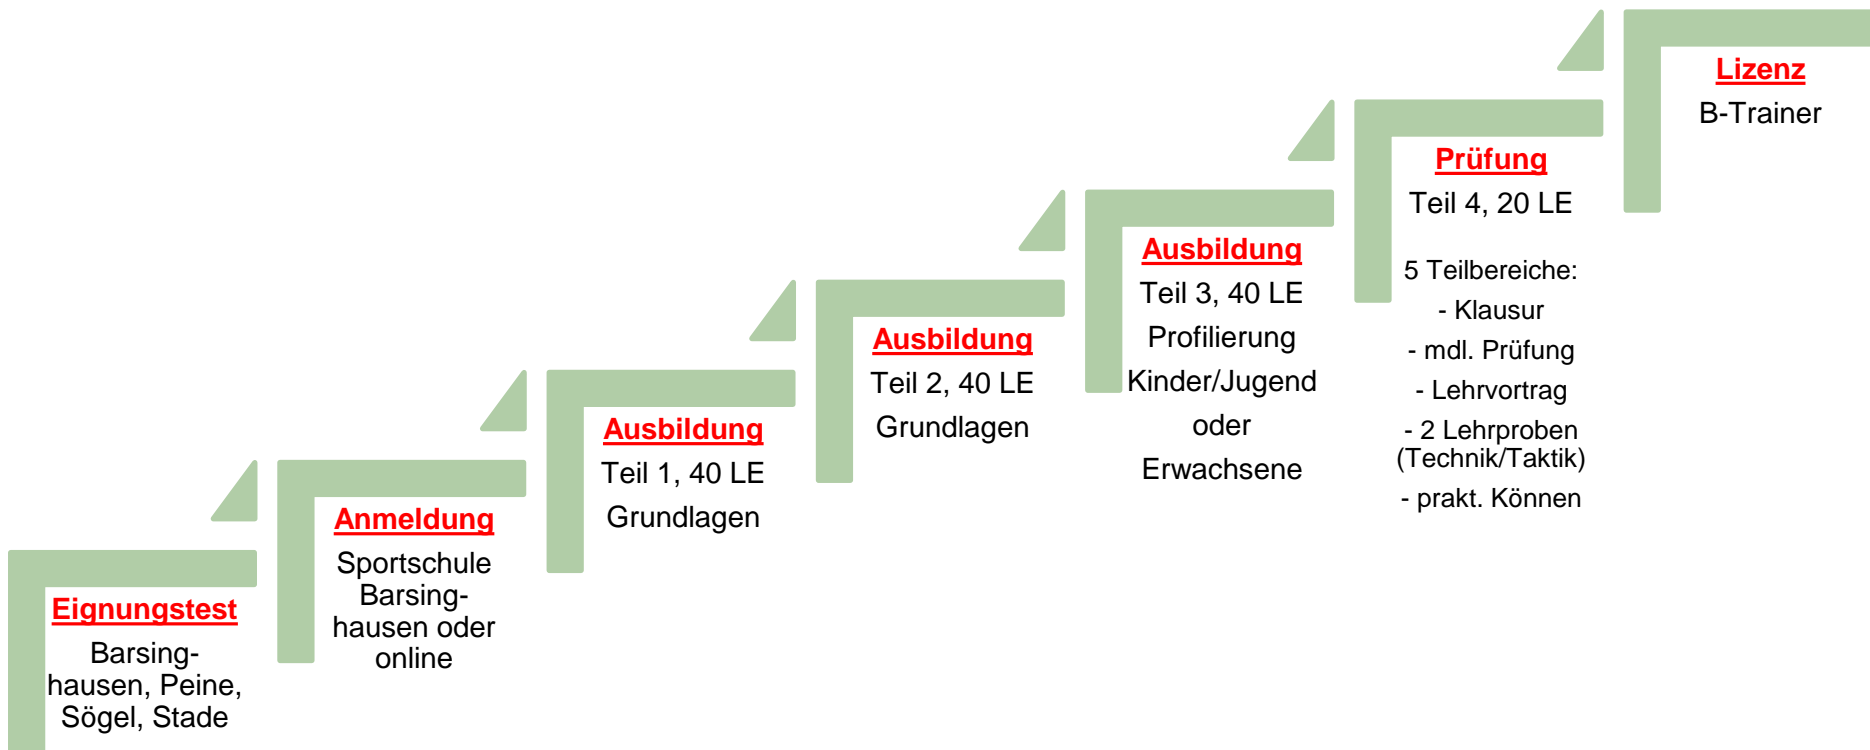 Eignungstest
Barsing-
hausen, Peine,
Sögel, Stade
Anmeldung
Sportschule
Barsing-
hausen oder
online
Ausbildung
Teil 1, 40 LE
Grundlagen
Ausbildung
Teil 2, 40 LE
Grundlagen
Ausbildung
Teil 3, 40 LE
Profilierung
Kinder/Jugend
oder
Erwachsene
Prüfung
Teil 4, 20 LE
5 Teilbereiche:
- Klausur
- mdl. Prüfung
- Lehrvortrag
- 2 Lehrproben
(Technik/Taktik)
- prakt. Können
Lizenz
B-Trainer